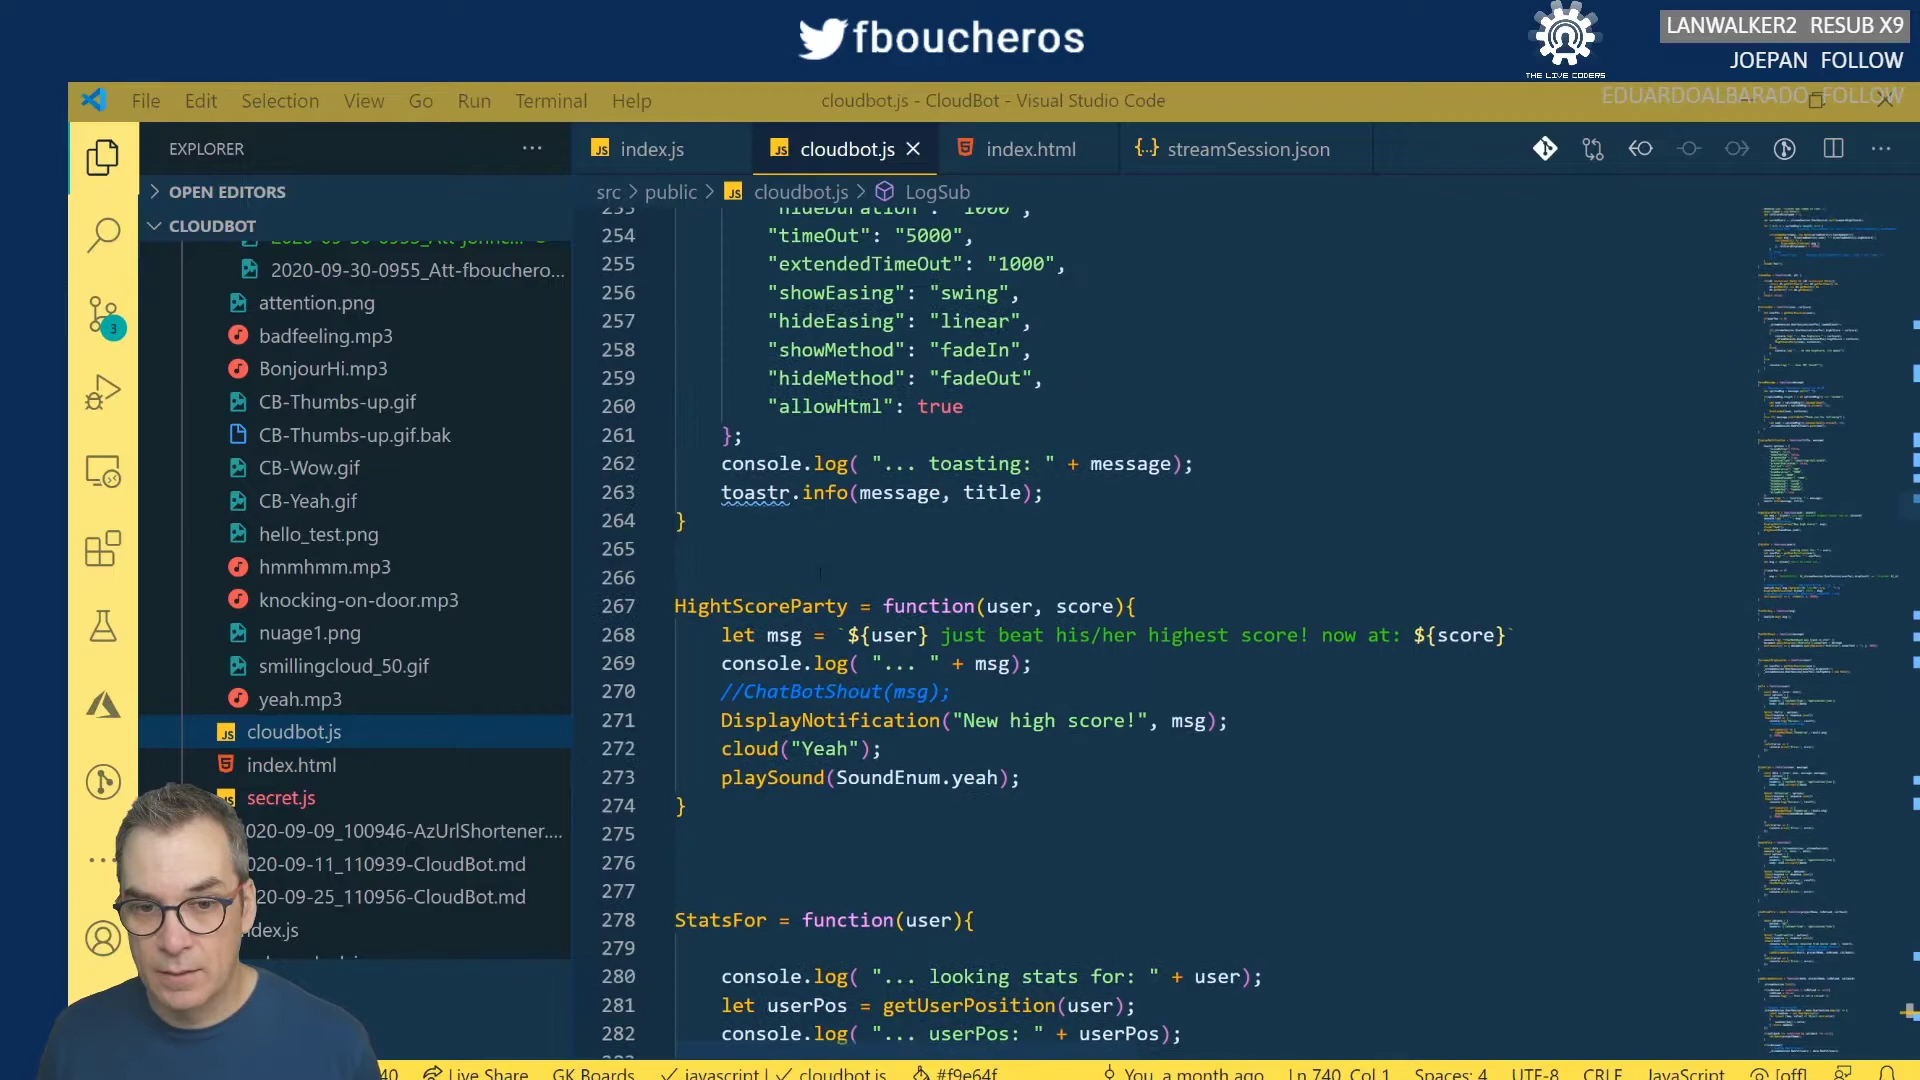 fboucheros
THE LIVE CODERS
LANWALKER2 RESUB X9
JOEPAN FOLLOW
EDUARDOALBARADO FOLLOW
File Edit Selection View Go Run Terminal Help
cloudbot.js - CloudBot - Visual Studio Code
EXPLORER
index.js
cloudbot.js
index.html
streamSession.json
OPEN EDITORS
CLOUDBOT
src > public > cloudbot.js > LogSub
2020-09-30-0955_Att-fbouchero...
attention.png
badfeeling.mp3
BonjourHi.mp3
CB-Thumbs-up.gif
CB-Thumbs-up.gif.bak
CB-Wow.gif
CB-Yeah.gif
hello_test.png
hmmhmm.mp3
knocking-on-door.mp3
nuage1.png
smillingcloud_50.gif
yeah.mp3
cloudbot.js
index.html
secret.js
020-09-09_100946-AzUrlShortener....
020-09-11_110939-CloudBot.md
020-09-25_110956-CloudBot.md
ndex.js
3
"hideDuration": "1000",
254 "timeOut": "5000",
255 "extendedTimeOut": "1000",
256 "showEasing": "swing",
257 "hideEasing": "linear",
258 "showMethod": "fadeIn",
259 "hideMethod": "fadeOut",
260 "allowHtml": true
261 };
262 console.log( "... toasting: " + message);
263 toastr.info(message, title);
264 }
265
266
267 HightScoreParty = function(user, score){
268 let msg = `${user} just beat his/her highest score! now at: ${score}`
269 console.log( "... " + msg);
270 //ChatBotShout(msg);
271 DisplayNotification("New high score!", msg);
272 cloud("Yeah");
273 playSound(SoundEnum.yeah);
274 }
275
276
277
278 StatsFor = function(user){
279
280 console.log( "... looking stats for: " + user);
281 let userPos = getUserPosition(user);
282 console.log( "... userPos: " + userPos);
40 Live Share GK Boards javascript | cloudbot.js #f9e64f You, a month ago Ln 740, Col 1 Spaces: 4 UTF-8 CRLF JavaScript [off]